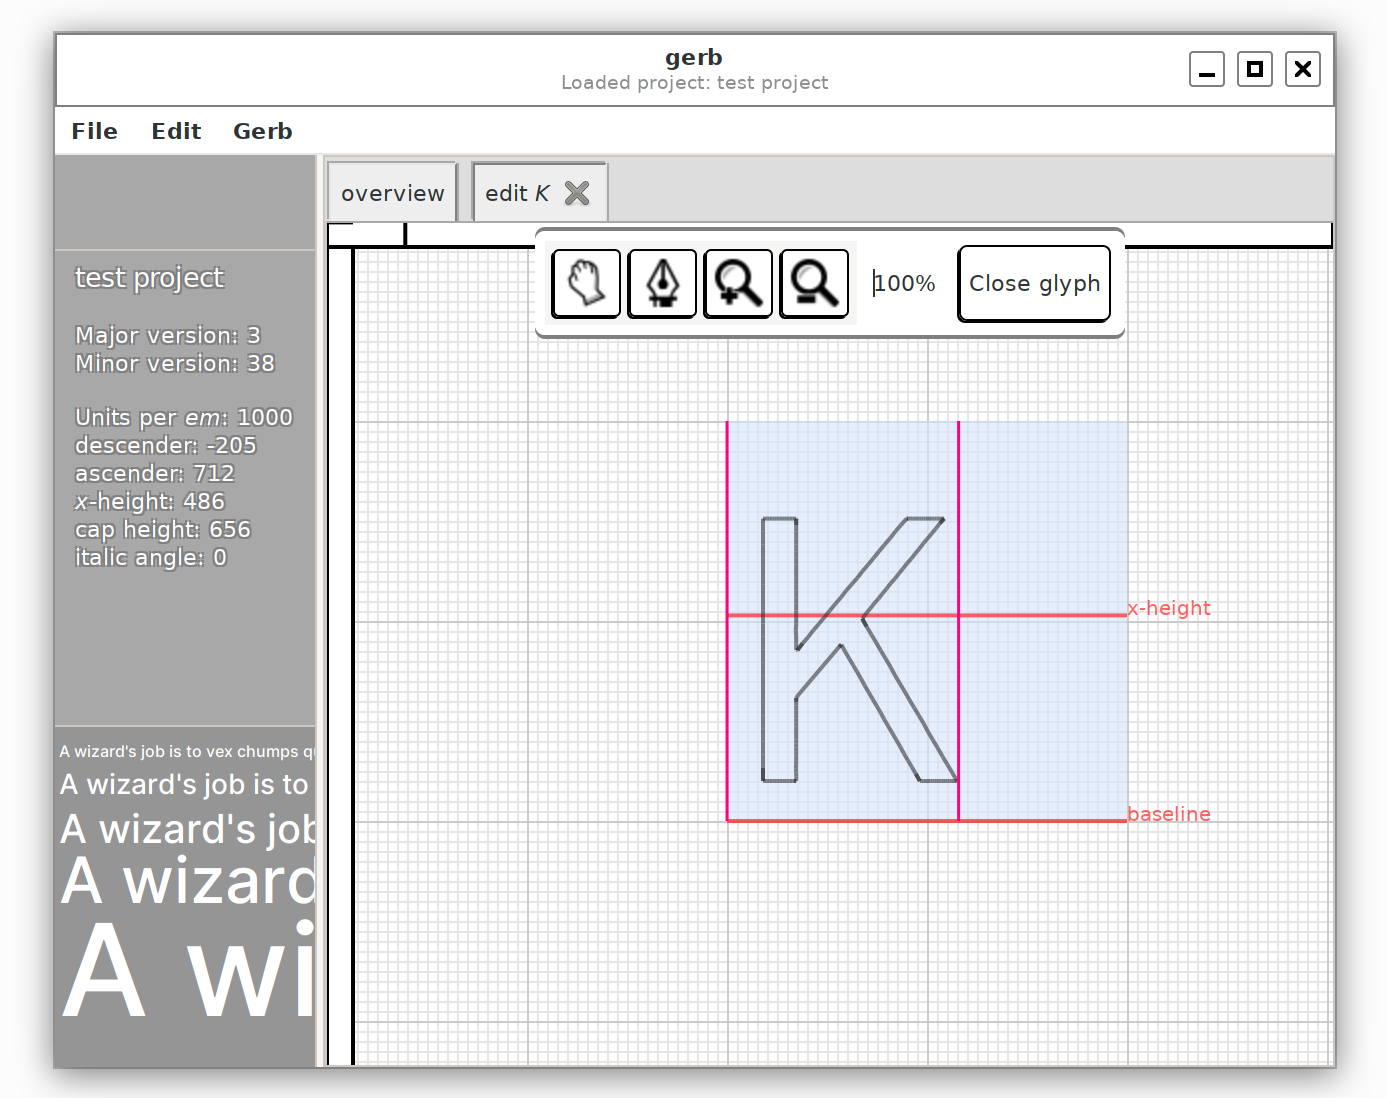 gerb
Loaded project: test project
File Edit Gerb
overview edit K
100% Close glyph
test project
Major version: 3
Minor version: 38
Units per em: 1000
descender: -205
ascender: 712
x-height: 486
cap height: 656
italic angle: 0
K
x-height
baseline
A wizard's job is to vex chumps qu
A wizard's job is to
A wizard's job
A wizard
A wi